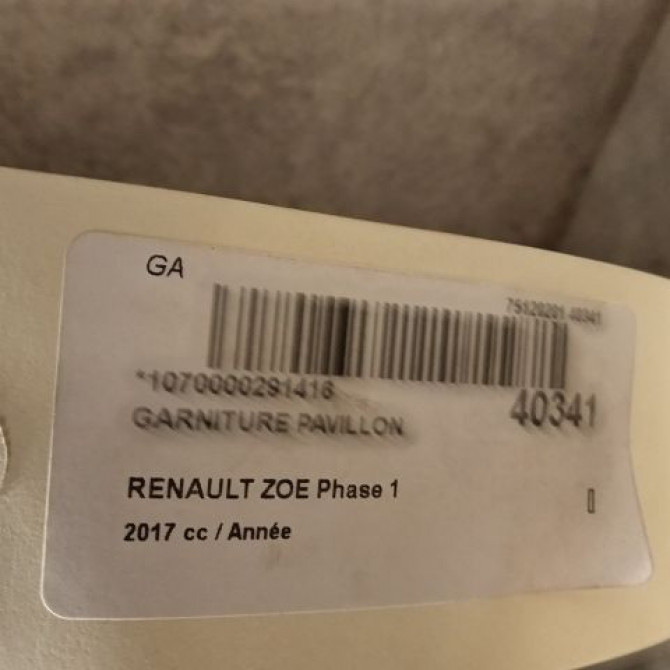 GA
75120201 40341
*1070000291416
GARNITURE PAVILLON
40341
RENAULT ZOE Phase 1
2017 cc / Année